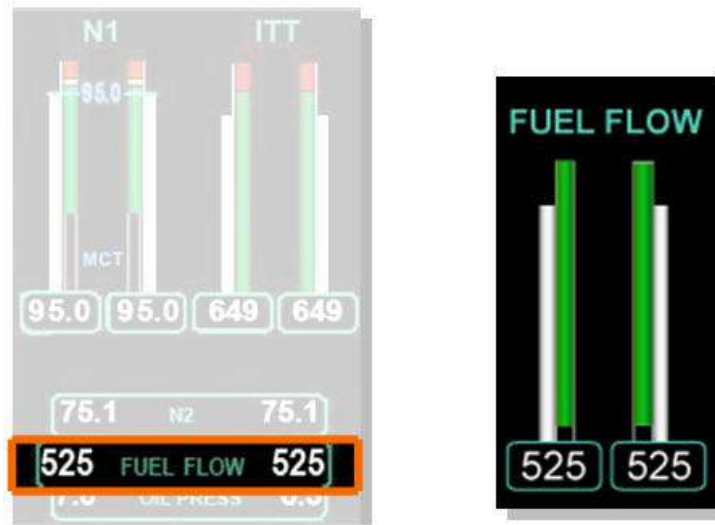 N1 ITT
95.0
MCT
95.0 95.0 649 649
75.1 N2 75.1
525 FUEL FLOW 525
OIL PRESS
FUEL FLOW
525 525